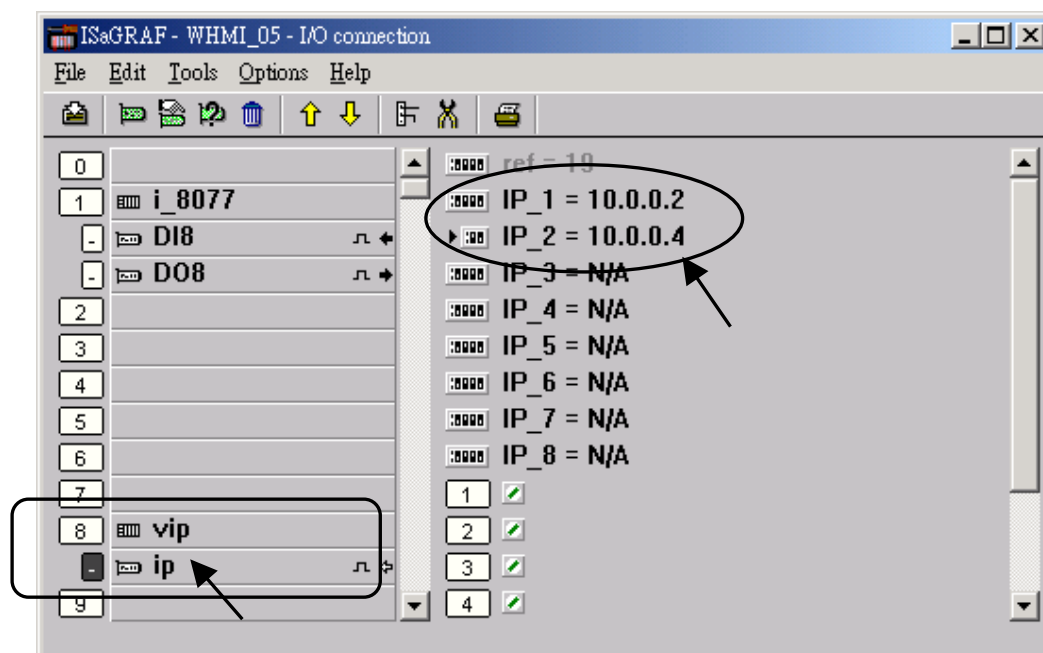 ISaGRAF - WHMI_05 - I/O connection
File Edit Tools Options Help
0
1 i_8077
- DI8
- DO8
2
3
4
5
6
7
8 vip
- ip
9
ref = 19
IP_1 = 10.0.0.2
IP_2 = 10.0.0.4
IP_3 = N/A
IP_4 = N/A
IP_5 = N/A
IP_6 = N/A
IP_7 = N/A
IP_8 = N/A
1
2
3
4